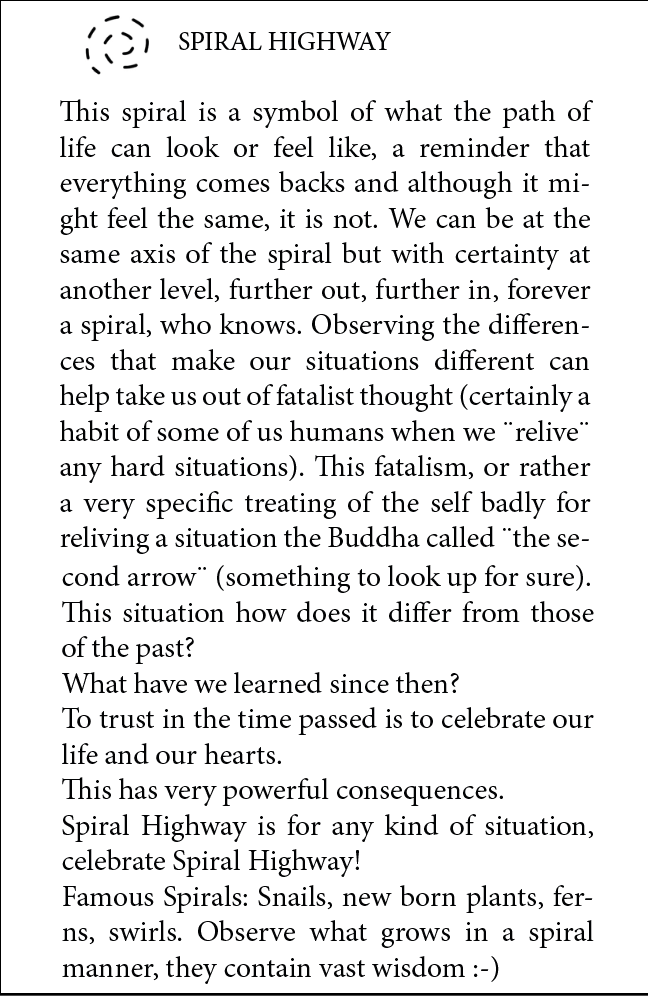 SPIRAL HIGHWAY
This spiral is a symbol of what the path of
life can look or feel like, a reminder that
everything comes backs and although it mi-
ght feel the same, it is not. We can be at the
same axis of the spiral but with certainty at
another level, further out, further in, forever
a spiral, who knows. Observing the differen-
ces that make our situations different can
help take us out of fatalist thought (certainly a
habit of some of us humans when we ¨relive¨
any hard situations). This fatalism, or rather
a very specific treating of the self badly for
reliving a situation the Buddha called ¨the se-
cond arrow¨ (something to look up for sure).
This situation how does it differ from those
of the past?
What have we learned since then?
To trust in the time passed is to celebrate our
life and our hearts.
This has very powerful consequences.
Spiral Highway is for any kind of situation,
celebrate Spiral Highway!
Famous Spirals: Snails, new born plants, fer-
ns, swirls. Observe what grows in a spiral
manner, they contain vast wisdom :-)